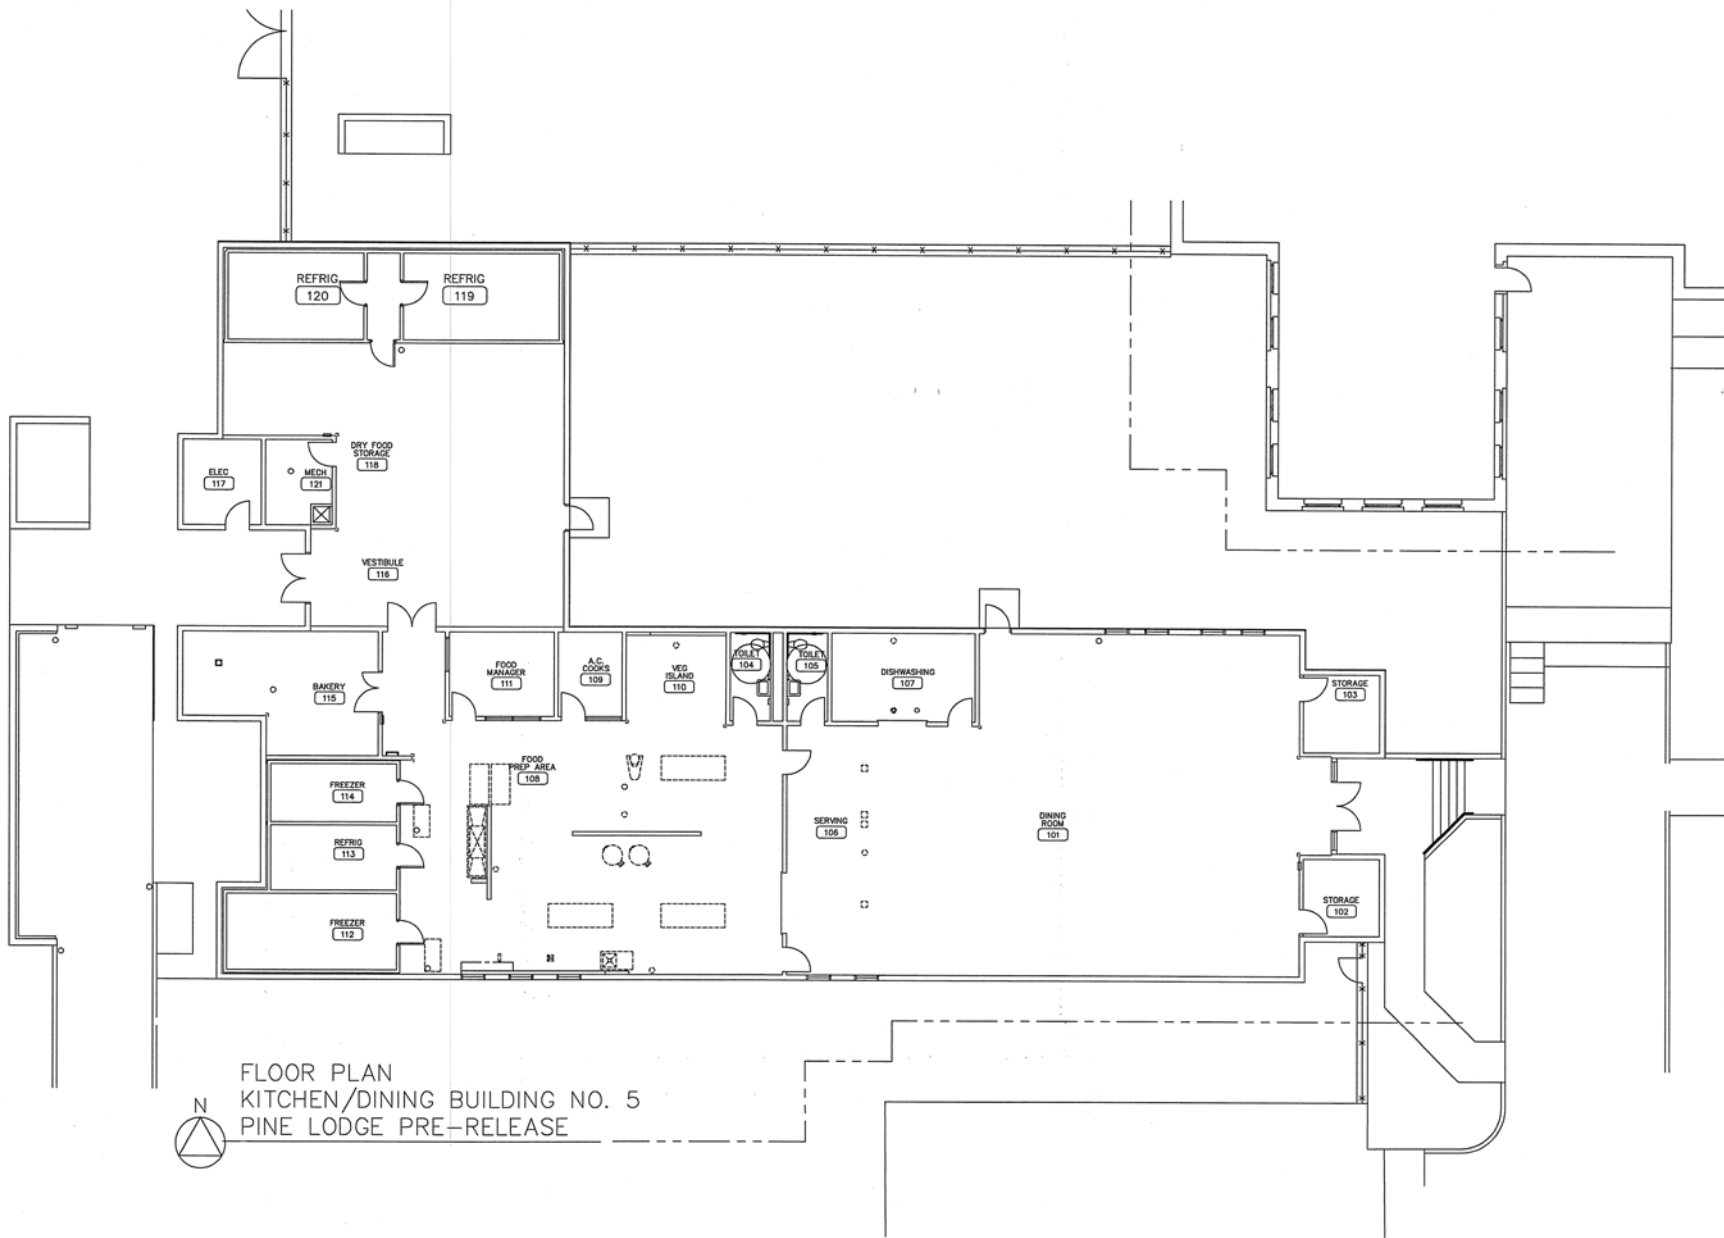 REFRIG
120
REFRIG
119
DRY FOOD
STORAGE
118
ELEC
117
MECH
121
VESTIBULE
116
FOOD
MANAGER
111
A.C.
COOKS
109
VEG
ISLAND
110
TOILET
104
TOILET
105
DISHWASHING
107
BAKERY
115
STORAGE
103
FOOD
PREP AREA
108
FREEZER
114
REFRIG
113
FREEZER
112
SERVING
106
DINING
ROOM
101
STORAGE
102
FLOOR PLAN
KITCHEN/DINING BUILDING NO. 5
PINE LODGE PRE-RELEASE
N